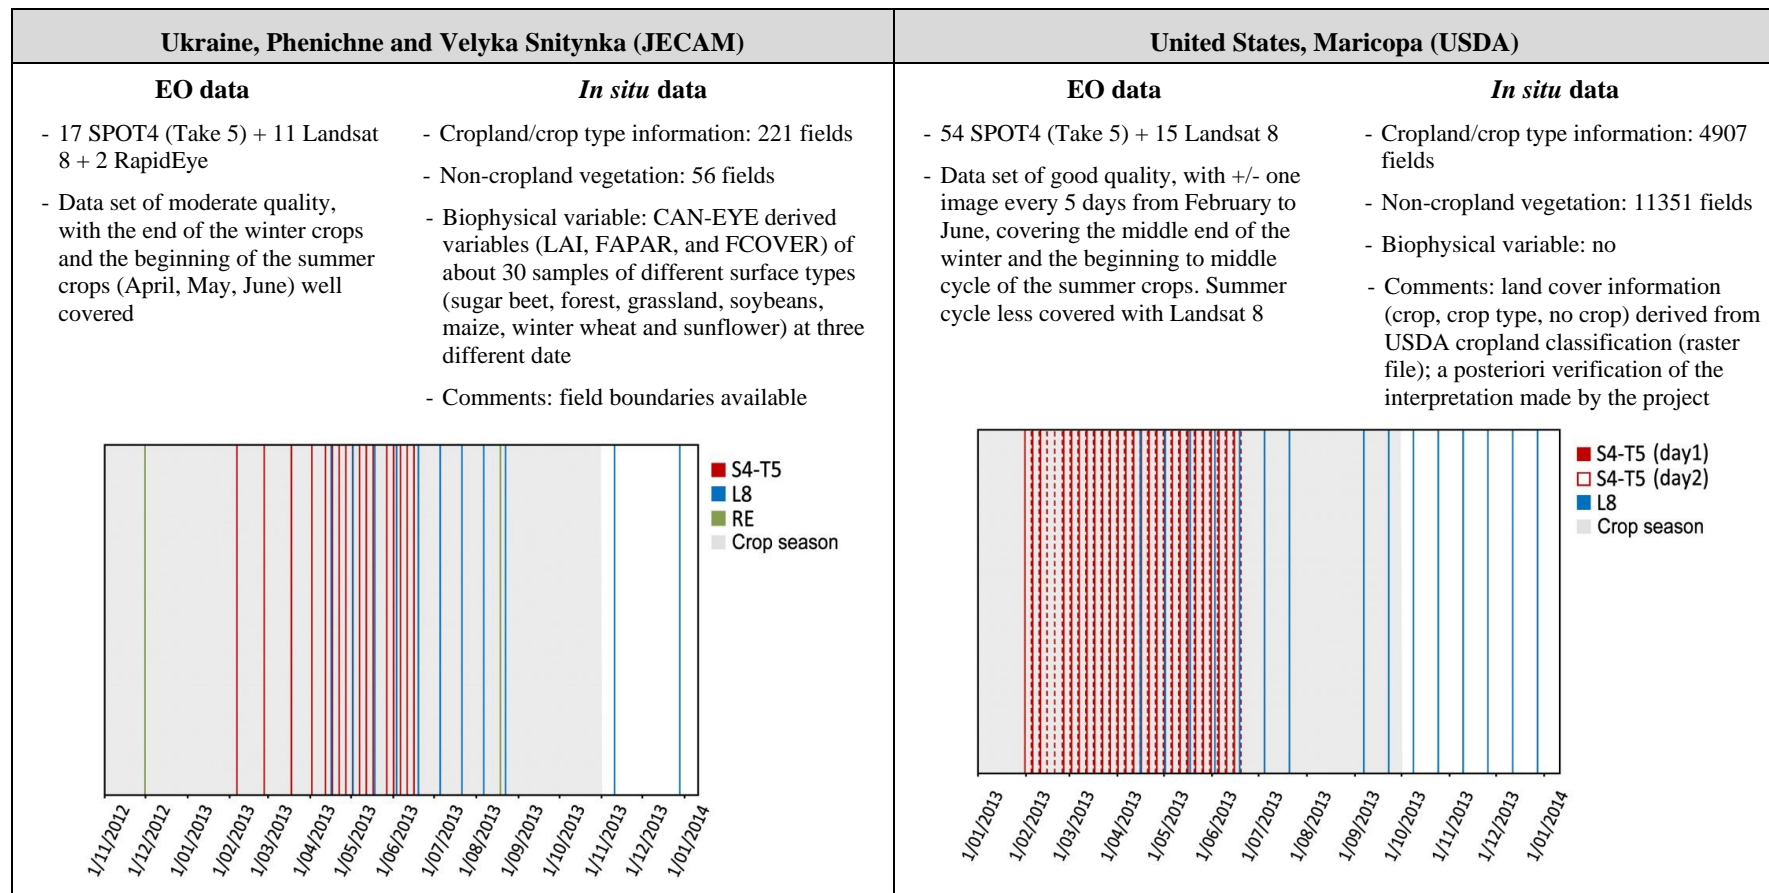 Ukraine, Phenichne and Velyka Snitynka (JECAM)
EO data
- 17 SPOT4 (Take 5) + 11 Landsat
8 + 2 RapidEye
- Data set of moderate quality,
with the end of the winter crops
and the beginning of the summer
crops (April, May, June) well
covered
In situ data
- Cropland/crop type information: 221 fields
- Non-cropland vegetation: 56 fields
- Biophysical variable: CAN-EYE derived
variables (LAI, FAPAR, and FCOVER) of
about 30 samples of different surface types
(sugar beet, forest, grassland, soybeans,
maize, winter wheat and sunflower) at three
different date
- Comments: field boundaries available
S4-T5
L8
RE
Crop season
1/11/2012
1/12/2012
1/01/2013
1/02/2013
1/03/2013
1/04/2013
1/05/2013
1/06/2013
1/07/2013
1/08/2013
1/09/2013
1/10/2013
1/11/2013
1/12/2013
1/01/2014
United States, Maricopa (USDA)
EO data
- 54 SPOT4 (Take 5) + 15 Landsat 8
- Data set of good quality, with +/- one
image every 5 days from February to
June, covering the middle end of the
winter and the beginning to middle
cycle of the summer crops. Summer
cycle less covered with Landsat 8
In situ data
- Cropland/crop type information: 4907
fields
- Non-cropland vegetation: 11351 fields
- Biophysical variable: no
- Comments: land cover information
(crop, crop type, no crop) derived from
USDA cropland classification (raster
file); a posteriori verification of the
interpretation made by the project
S4-T5 (day1)
S4-T5 (day2)
L8
Crop season
1/01/2013
1/02/2013
1/03/2013
1/04/2013
1/05/2013
1/06/2013
1/07/2013
1/08/2013
1/09/2013
1/10/2013
1/11/2013
1/12/2013
1/01/2014